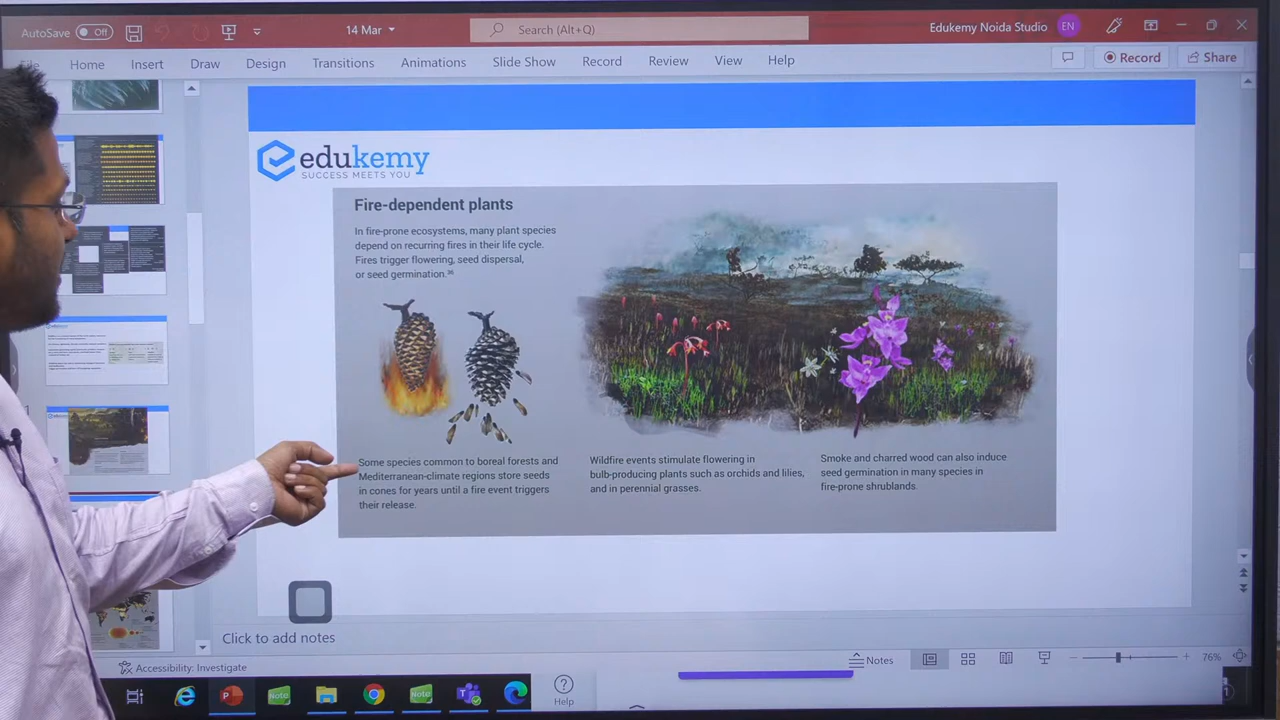 AutoSave
Off
14 Mar
Search (Alt+Q)
Edukemy Noida Studio
EN
File
Home
Insert
Draw
Design
Transitions
Animations
Slide Show
Record
Review
View
Help
Record
Share
edukemy
SUCCESS MEETS YOU
Fire-dependent plants
In fire-prone ecosystems, many plant species
depend on recurring fires in their life cycle.
Fires trigger flowering, seed dispersal,
or seed germination.³⁶
Some species common to boreal forests and
Mediterranean-climate regions store seeds
in cones for years until a fire event triggers
their release.
Wildfire events stimulate flowering in
bulb-producing plants such as orchids and lilies,
and in perennial grasses.
Smoke and charred wood can also induce
seed germination in many species in
fire-prone shrublands.
Click to add notes
Accessibility: Investigate
Notes
76%
Note
Note
Help